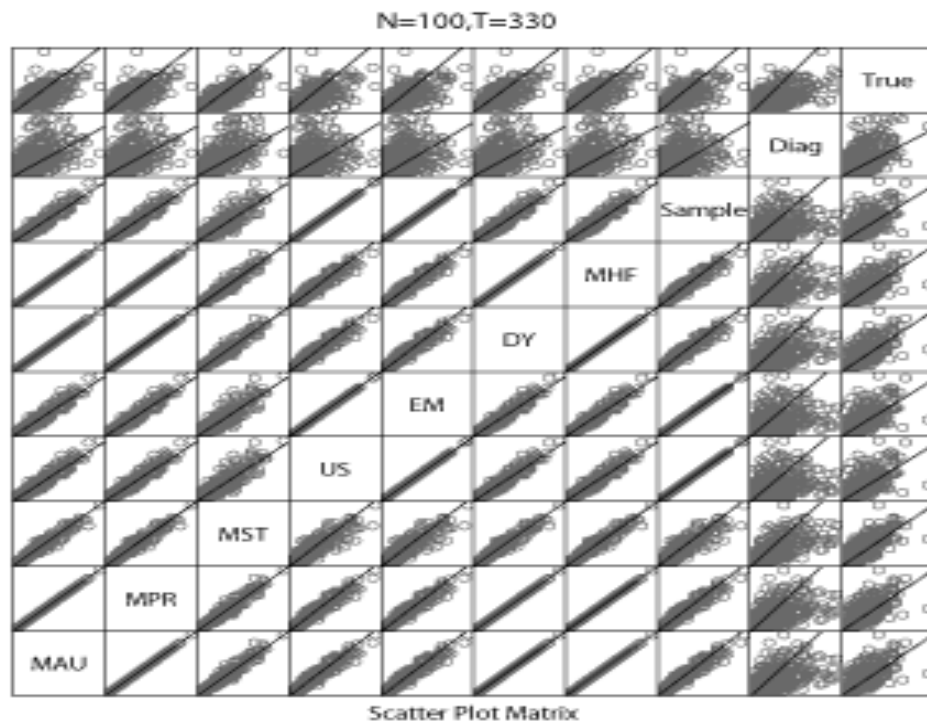 N=100,T=330
True
Diag
Sample
MHF
DY
EM
US
MST
MPR
MAU
Scatter Plot Matrix